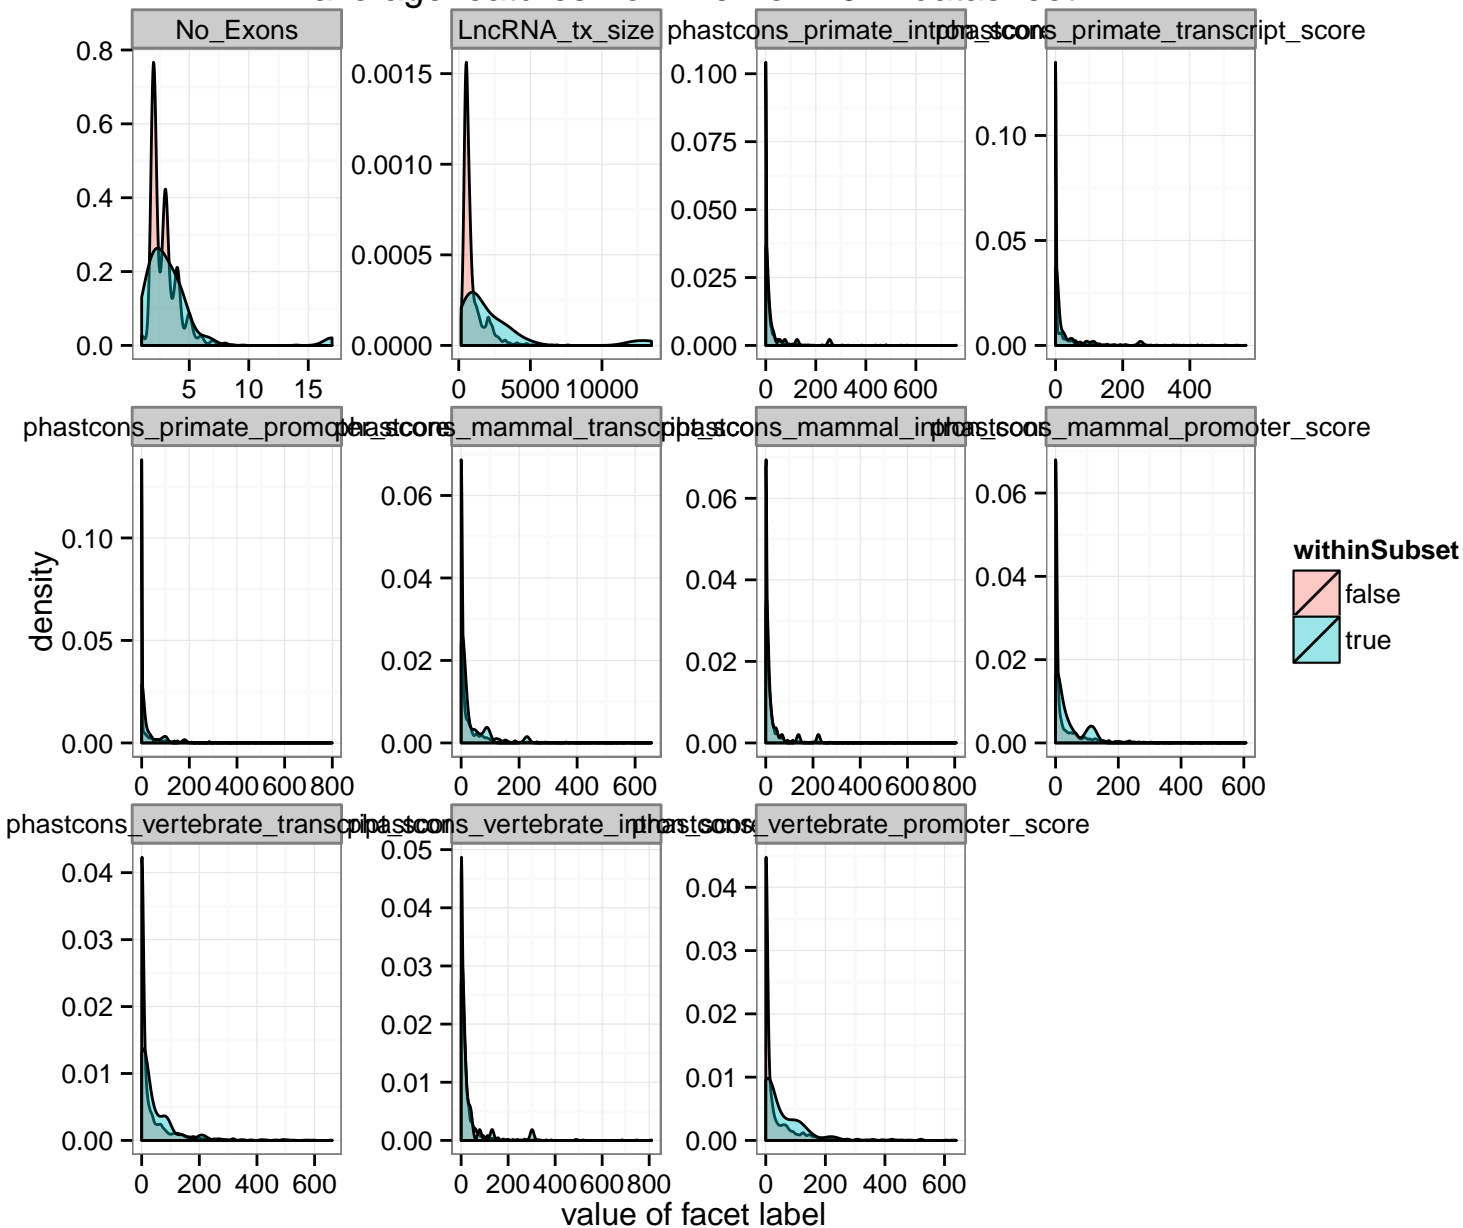 No_Exons
LncRNA_tx_size
phastcons_primate_intron_score
phastcons_primate_transcript_score
0.8
0.6
0.4
0.2
0.0
5 10 15
0.0015
0.0010
0.0005
0.0000
0 5000 10000
0.100
0.075
0.050
0.025
0.000
0 200 400 600
0.10
0.05
0.00
0 200 400
phastcons_primate_promoter_score
phastcons_mammal_transcript_score
phastcons_mammal_intron_score
phastcons_mammal_promoter_score
0.10
0.05
0.00
0 200 400 600 800
0.06
0.04
0.02
0.00
0 200 400 600
0.06
0.04
0.02
0.00
0 200 400 600 800
0.06
0.04
0.02
0.00
0 200 400 600
phastcons_vertebrate_transcript_score
phastcons_vertebrate_intron_score
phastcons_vertebrate_promoter_score
0.04
0.03
0.02
0.01
0.00
0 200 400 600
0.05
0.04
0.03
0.02
0.01
0.00
0 200 400 600 800
0.04
0.03
0.02
0.01
0.00
0 200 400 600
density
value of facet label
withinSubset
false
true